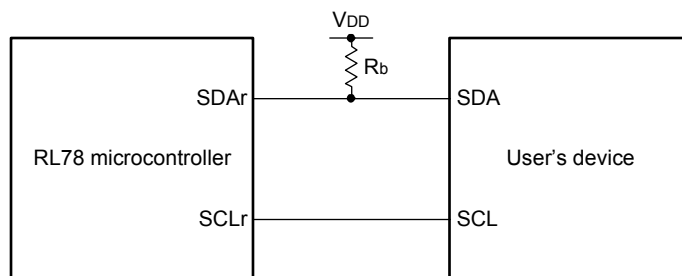 VDD
Rb
SDAr
SDA
RL78 microcontroller
User's device
SCLr
SCL